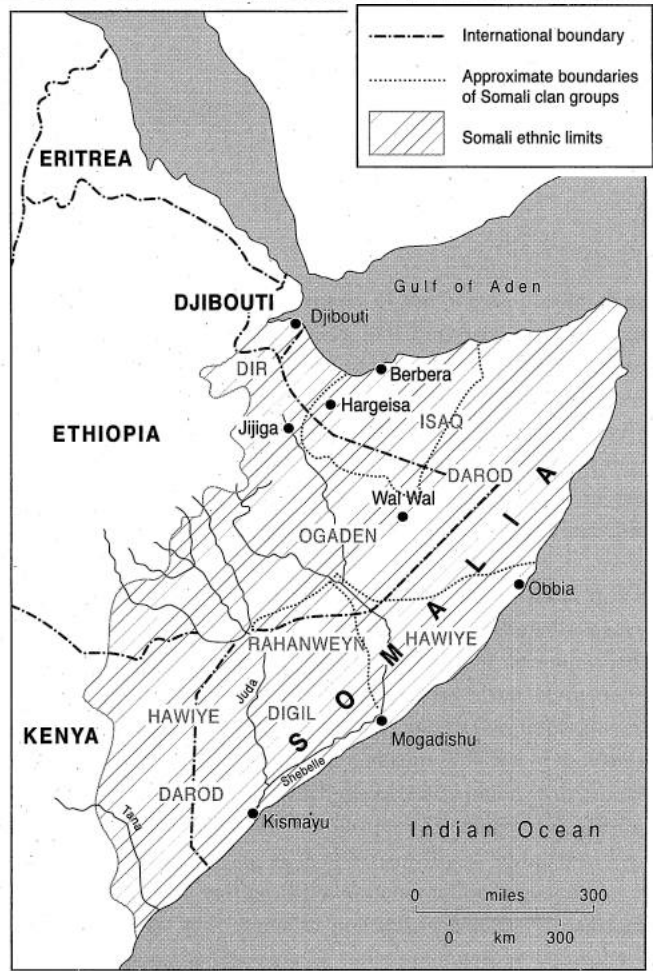 International boundary
Approximate boundaries
of Somali clan groups
Somali ethnic limits
ERITREA
Gulf of Aden
DJIBOUTI
Djibouti
DIR
Berbera
Hargeisa
ISAQ
Jijiga
ETHIOPIA
DAROD
Wal Wal
OGADEN
SOMALIA
Obbia
RAHANWEYN
HAWIYE
Juda
HAWIYE
DIGIL
KENYA
Mogadishu
Shebelle
DAROD
Tana
Kismayu
Indian Ocean
0 miles 300
0 km 300